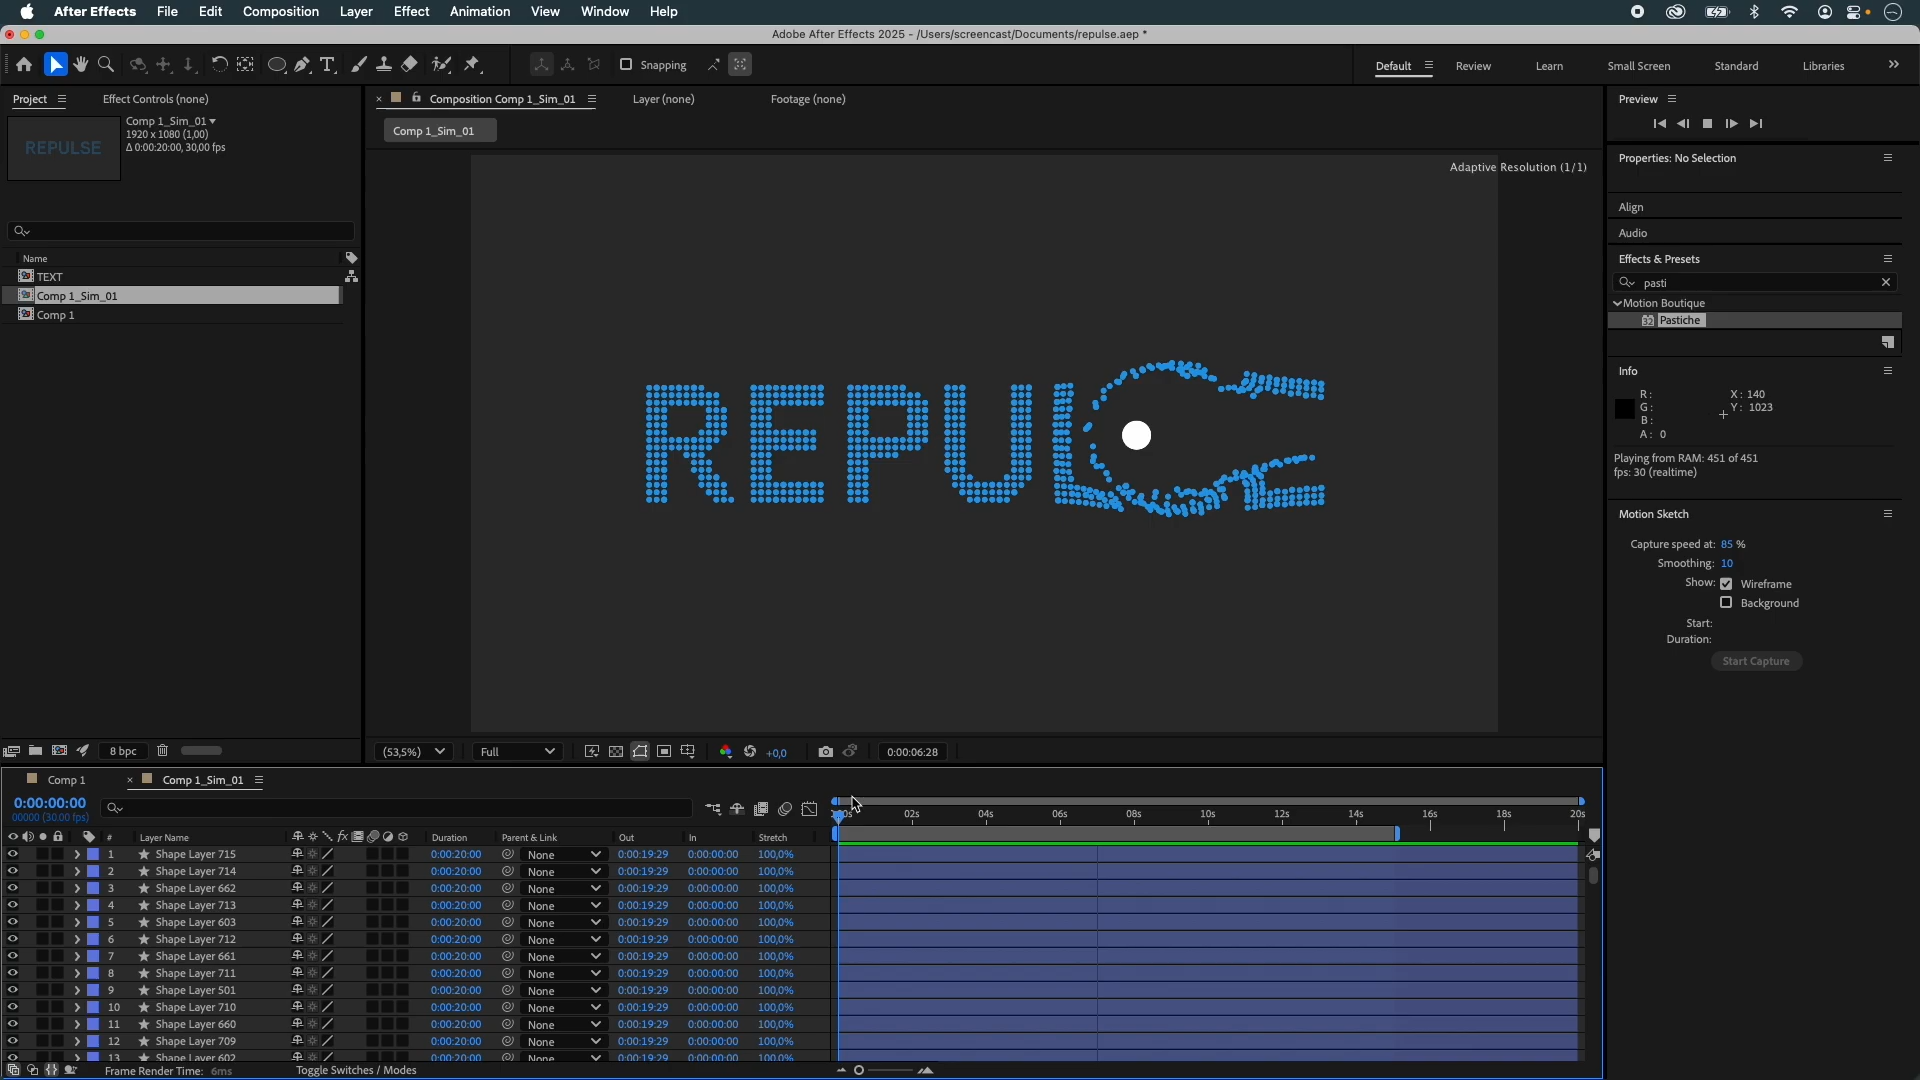 After Effects File Edit Composition Layer Effect Animation View Window Help
Adobe After Effects 2025 - /Users/screencast/Documents/repulse.aep *
Snapping
Default Review Learn Small Screen Standard Libraries
Project Effect Controls (none)
REPULSE
Comp 1_Sim_01
1920 x 1080 (1,00)
Δ 0:00:20:00, 30,00 fps
Name
TEXT
Comp 1_Sim_01
Comp 1
8 bpc
Composition Comp 1_Sim_01 Layer (none) Footage (none)
Comp 1_Sim_01
Adaptive Resolution (1/1)
REPUL
(53,5%) Full +0,0 0:00:06:28
Preview
Properties: No Selection
Align
Audio
Effects & Presets
pasti
Motion Boutique
32 Pastiche
Info
R: X: 140
G: Y: 1023
B:
A: 0
Playing from RAM: 451 of 451
fps: 30 (realtime)
Motion Sketch
Capture speed at: 85 %
Smoothing: 10
Show: Wireframe
Background
Start:
Duration:
Start Capture
Comp 1 Comp 1_Sim_01
0:00:00:00
00000 (30.00 fps)
02s 04s 06s 08s 10s 12s 14s 16s 18s 20s
# Layer Name fx Duration Parent & Link Out In Stretch
1 Shape Layer 715 0:00:20:00 None 0:00:19:29 0:00:00:00 100,0%
2 Shape Layer 714 0:00:20:00 None 0:00:19:29 0:00:00:00 100,0%
3 Shape Layer 662 0:00:20:00 None 0:00:19:29 0:00:00:00 100,0%
4 Shape Layer 713 0:00:20:00 None 0:00:19:29 0:00:00:00 100,0%
5 Shape Layer 603 0:00:20:00 None 0:00:19:29 0:00:00:00 100,0%
6 Shape Layer 712 0:00:20:00 None 0:00:19:29 0:00:00:00 100,0%
7 Shape Layer 661 0:00:20:00 None 0:00:19:29 0:00:00:00 100,0%
8 Shape Layer 711 0:00:20:00 None 0:00:19:29 0:00:00:00 100,0%
9 Shape Layer 501 0:00:20:00 None 0:00:19:29 0:00:00:00 100,0%
10 Shape Layer 710 0:00:20:00 None 0:00:19:29 0:00:00:00 100,0%
11 Shape Layer 660 0:00:20:00 None 0:00:19:29 0:00:00:00 100,0%
12 Shape Layer 709 0:00:20:00 None 0:00:19:29 0:00:00:00 100,0%
13 Shape Layer 602 0:00:20:00 None 0:00:19:29 0:00:00:00 100,0%
Frame Render Time: 6ms Toggle Switches / Modes